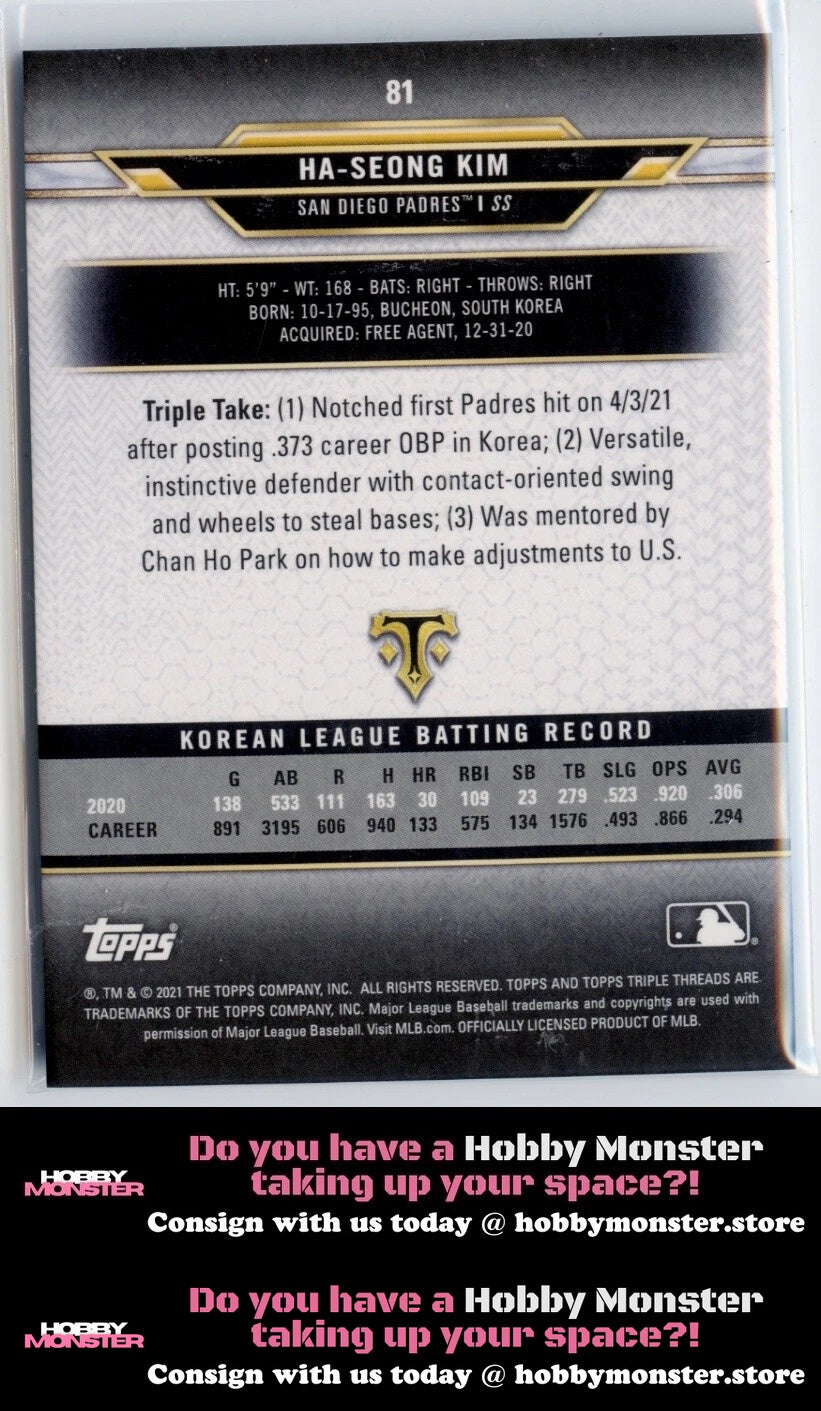 81
HA-SEONG KIM
SAN DIEGO PADRES™ | SS
HT: 5'9" - WT: 168 - BATS: RIGHT - THROWS: RIGHT
BORN: 10-17-95, BUCHEON, SOUTH KOREA
ACQUIRED: FREE AGENT, 12-31-20
Triple Take: (1) Notched first Padres hit on 4/3/21
after posting .373 career OBP in Korea; (2) Versatile,
instinctive defender with contact-oriented swing
and wheels to steal bases; (3) Was mentored by
Chan Ho Park on how to make adjustments to U.S.
T
KOREAN LEAGUE BATTING RECORD
G AB R H HR RBI SB TB SLG OPS AVG
2020 138 533 111 163 30 109 23 279 .523 .920 .306
CAREER 891 3195 606 940 133 575 134 1576 .493 .866 .294
TOPPS®
®, TM & © 2021 THE TOPPS COMPANY, INC. ALL RIGHTS RESERVED. TOPPS AND TOPPS TRIPLE THREADS ARE
TRADEMARKS OF THE TOPPS COMPANY, INC. Major League Baseball trademarks and copyrights are used with
permission of Major League Baseball. Visit MLB.com. OFFICIALLY LICENSED PRODUCT OF MLB.
HOBBY
MONSTER
Do you have a Hobby Monster
taking up your space?!
Consign with us today @ hobbymonster.store
HOBBY
MONSTER
Do you have a Hobby Monster
taking up your space?!
Consign with us today @ hobbymonster.store